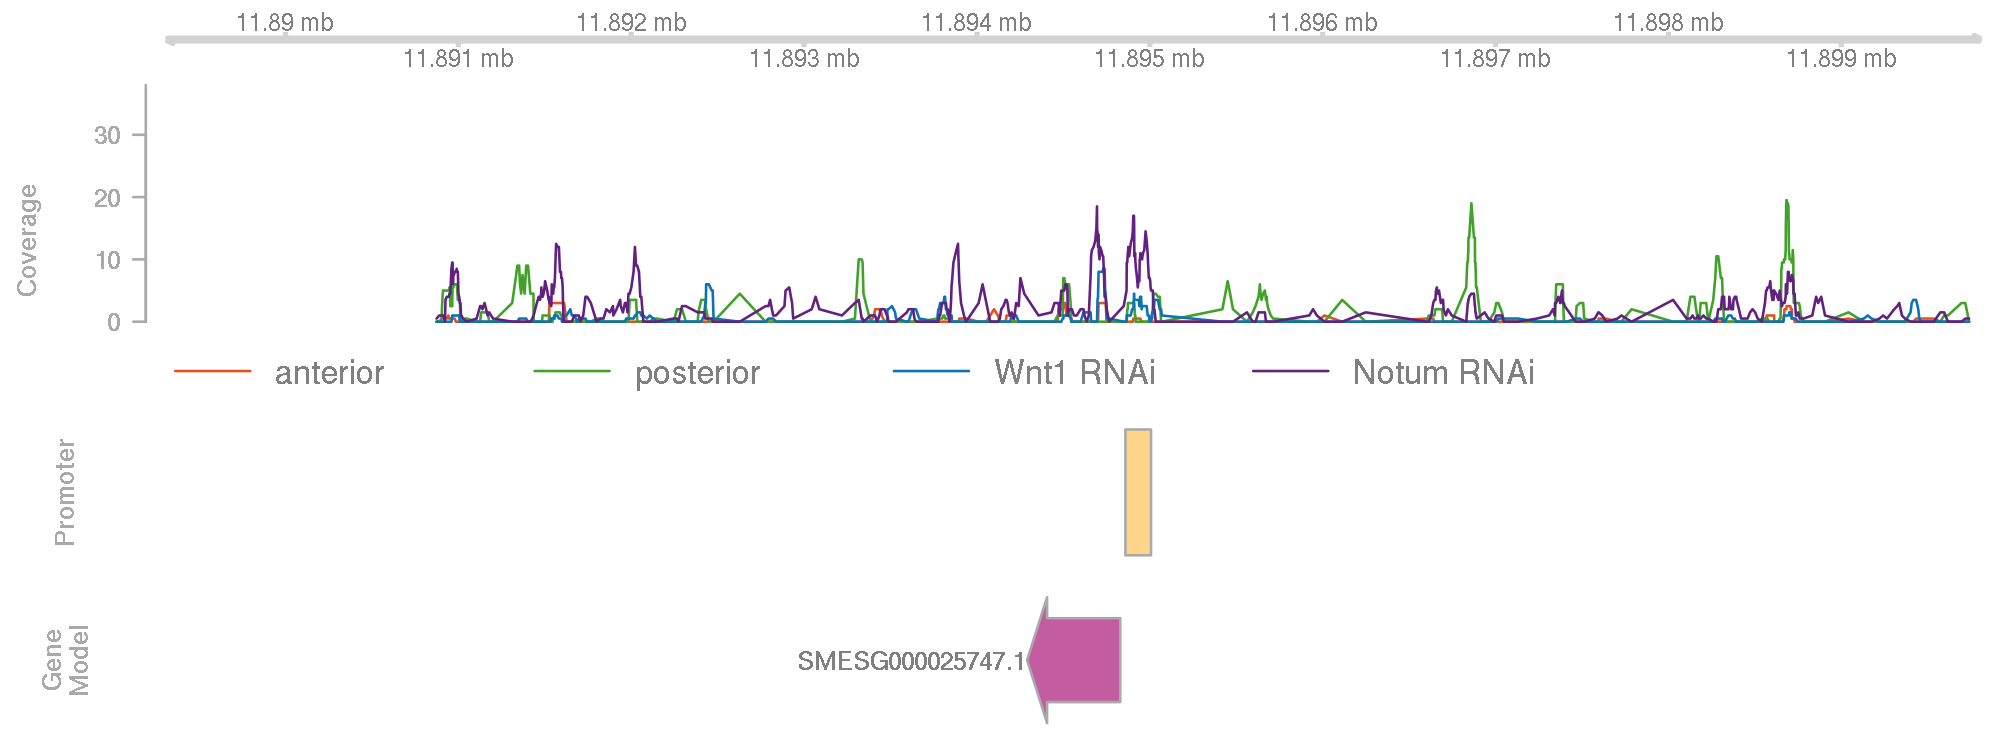 11.89 mb 11.892 mb 11.894 mb 11.896 mb 11.898 mb
11.891 mb 11.893 mb 11.895 mb 11.897 mb 11.899 mb
Coverage
30
20
10
0
anterior posterior Wnt1 RNAi Notum RNAi
Promoter
Gene
Model
SMESG000025747.1